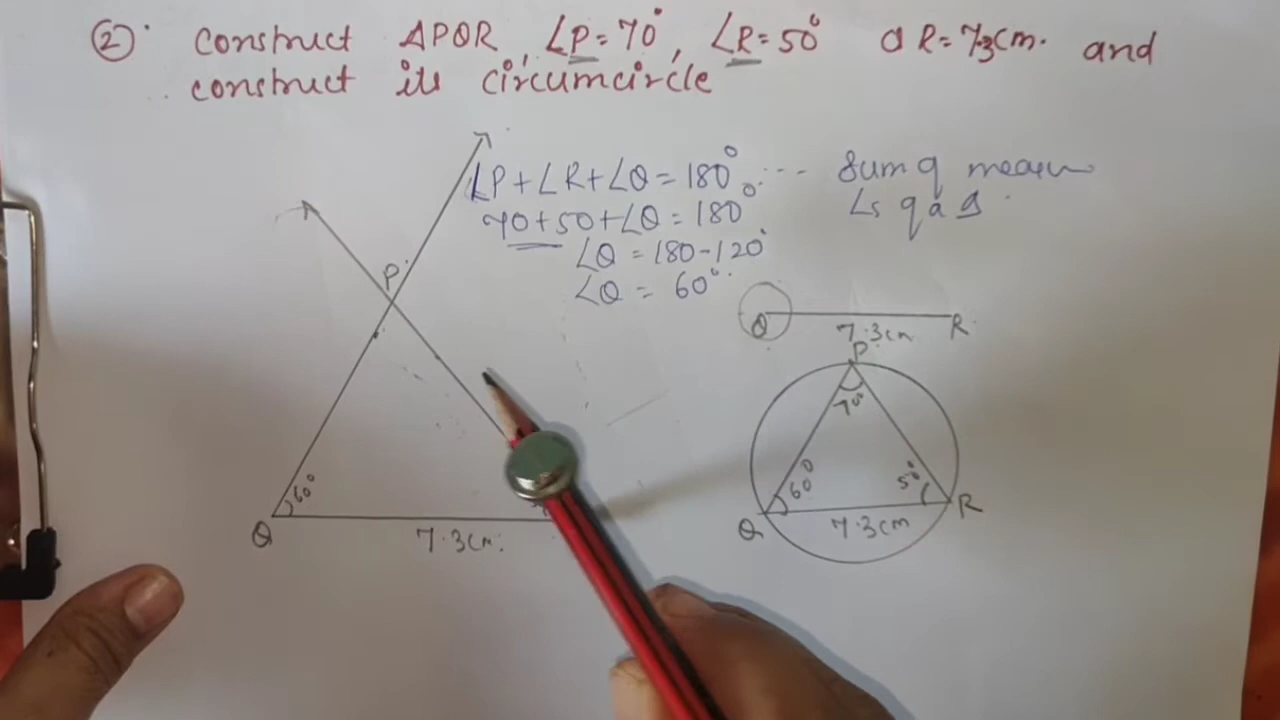 ② construct ΔPQR, ∠P=70°, ∠R=50° QR=7.3cm. and
construct its circumcircle
∠P+∠R+∠Q=180° ... Sum of measu
70+50+∠Q=180° ∠s of a Δ.
∠Q = 180-120°
∠Q = 60°.
P
60°
Q
7.3cm.
Q R
7.3cm
P
70°
60° 50°
Q R
7.3cm